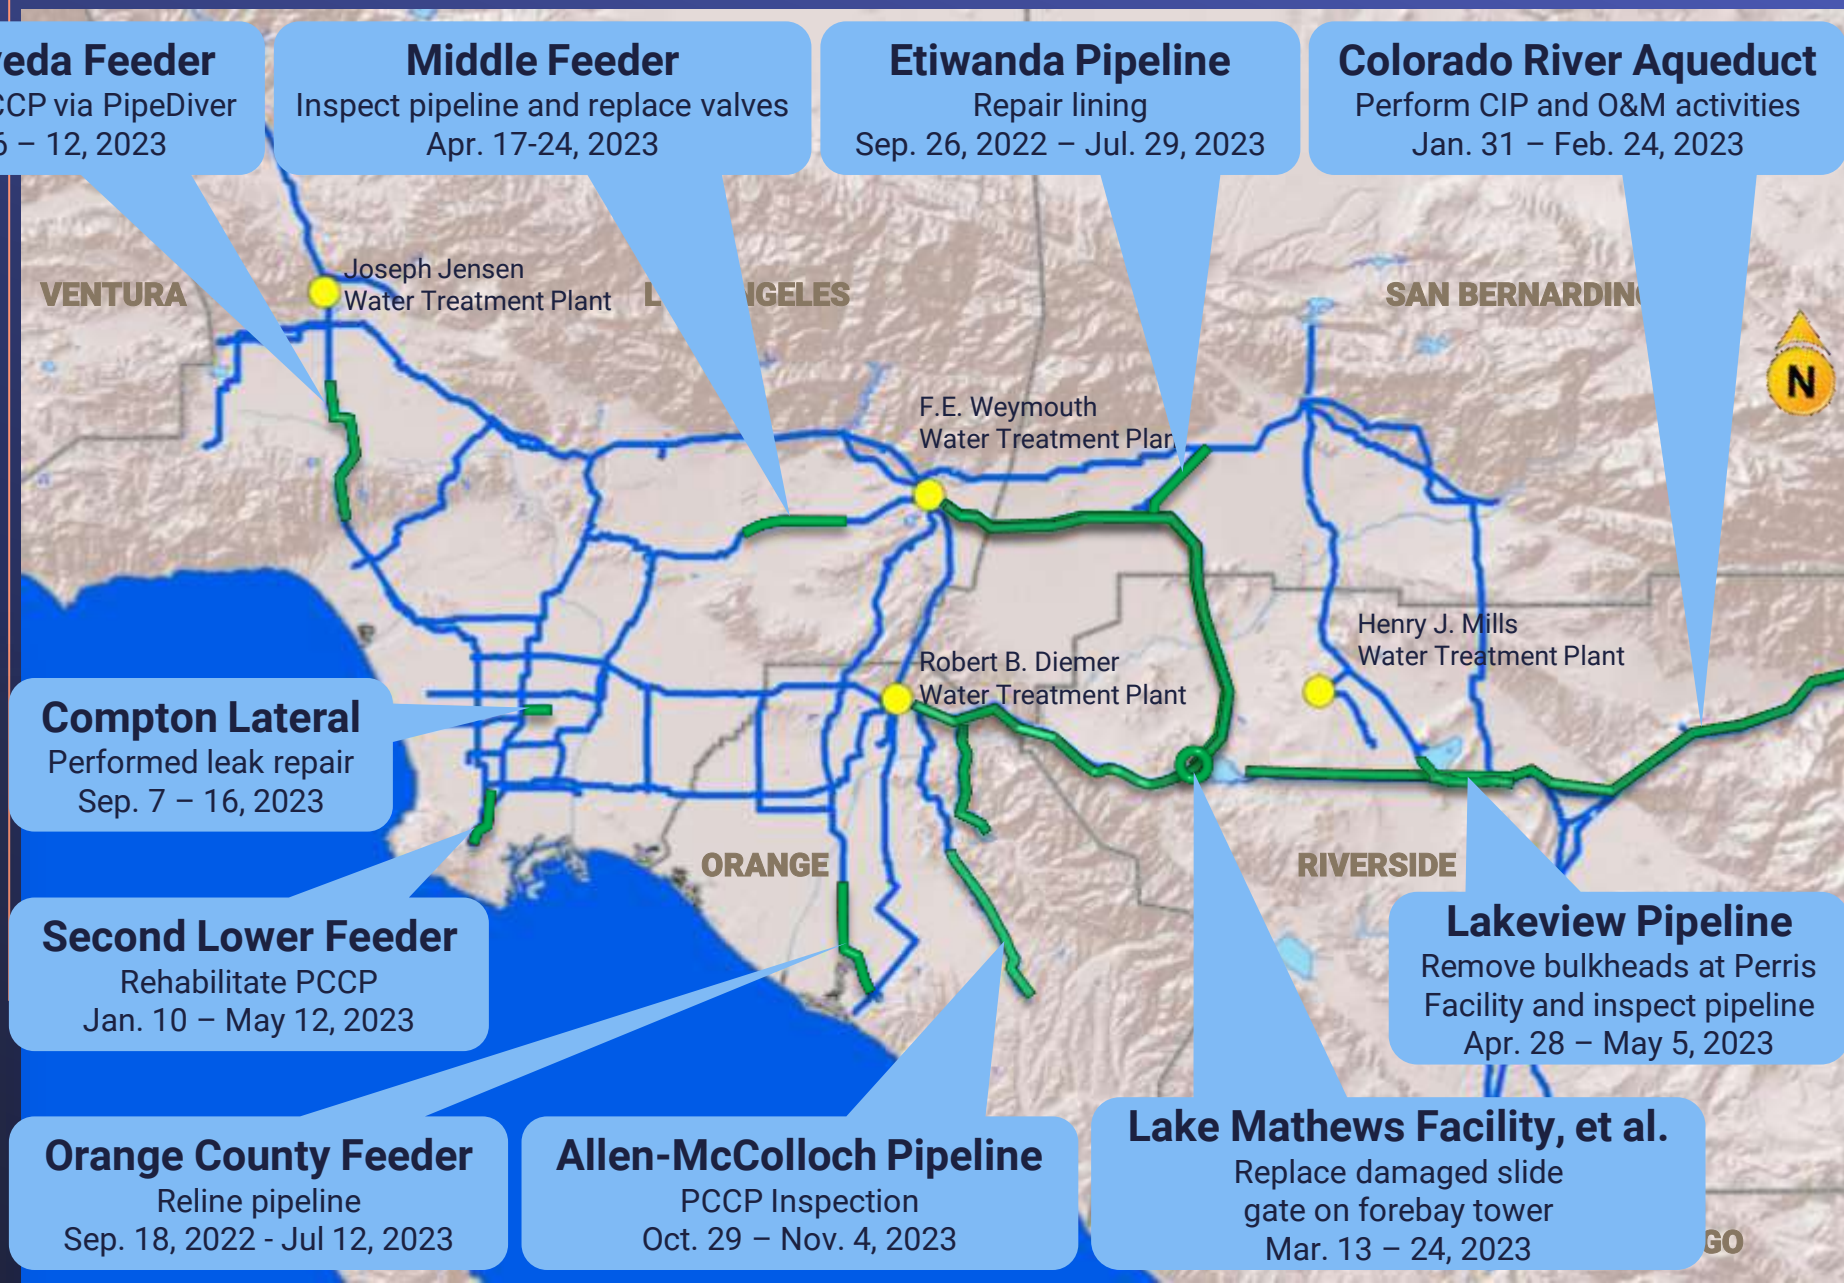 eda Feeder
CCP via PipeDiver
6 – 12, 2023
Middle Feeder
Inspect pipeline and replace valves
Apr. 17-24, 2023
Etiwanda Pipeline
Repair lining
Sep. 26, 2022 – Jul. 29, 2023
Colorado River Aqueduct
Perform CIP and O&M activities
Jan. 31 – Feb. 24, 2023
Joseph Jensen
Water Treatment Plant
VENTURA
L NGELES
SAN BERNARDIN
N
F.E. Weymouth
Water Treatment Plan
Henry J. Mills
Water Treatment Plant
Robert B. Diemer
Water Treatment Plant
Compton Lateral
Performed leak repair
Sep. 7 – 16, 2023
ORANGE
RIVERSIDE
Second Lower Feeder
Rehabilitate PCCP
Jan. 10 – May 12, 2023
Lakeview Pipeline
Remove bulkheads at Perris
Facility and inspect pipeline
Apr. 28 – May 5, 2023
Orange County Feeder
Reline pipeline
Sep. 18, 2022 - Jul 12, 2023
Allen-McColloch Pipeline
PCCP Inspection
Oct. 29 – Nov. 4, 2023
Lake Mathews Facility, et al.
Replace damaged slide
gate on forebay tower
Mar. 13 – 24, 2023
GO